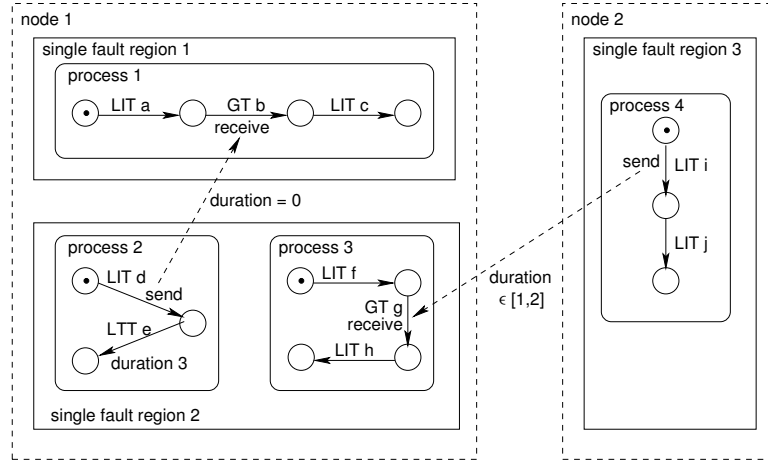 node 1
single fault region 1
process 1
LIT a
GT b
LIT c
receive
duration = 0
process 2
LIT d
send
LTT e
duration 3
process 3
LIT f
GT g
receive
LIT h
single fault region 2
duration
ϵ [1,2]
node 2
single fault region 3
process 4
send
LIT i
LIT j